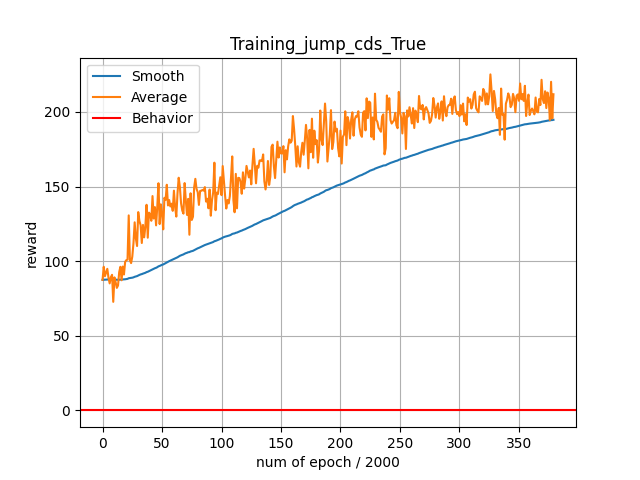 Training_jump_cds_True
Smooth
Average
Behavior
reward
200
150
100
50
0
0 50 100 150 200 250 300 350
num of epoch / 2000